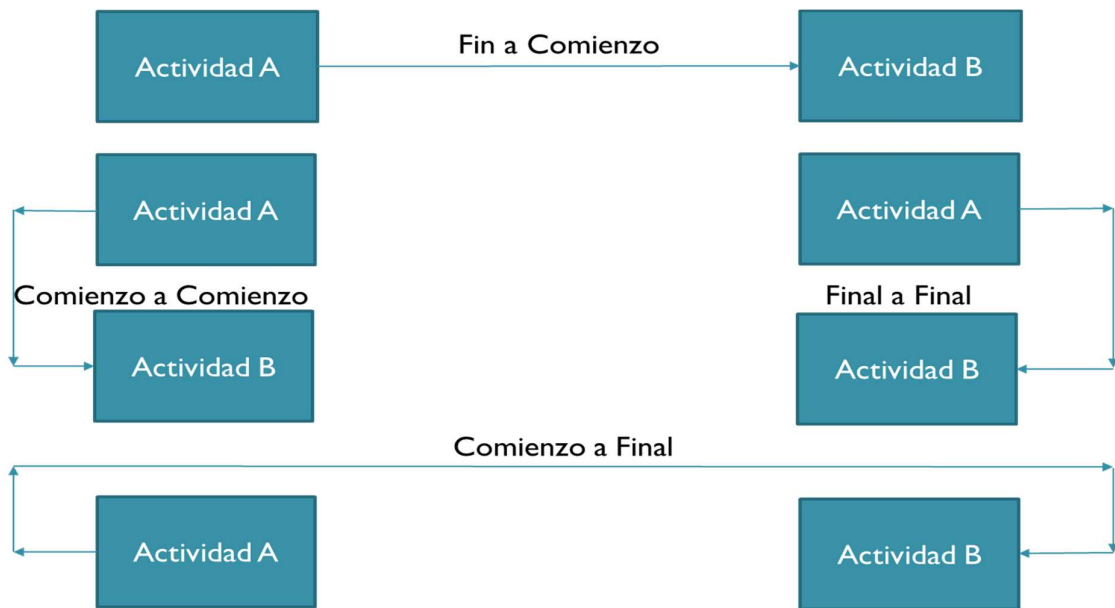 Fin a Comienzo
Actividad A
Actividad B
Actividad A
Actividad A
Comienzo a Comienzo
Final a Final
Actividad B
Actividad B
Comienzo a Final
Actividad A
Actividad B